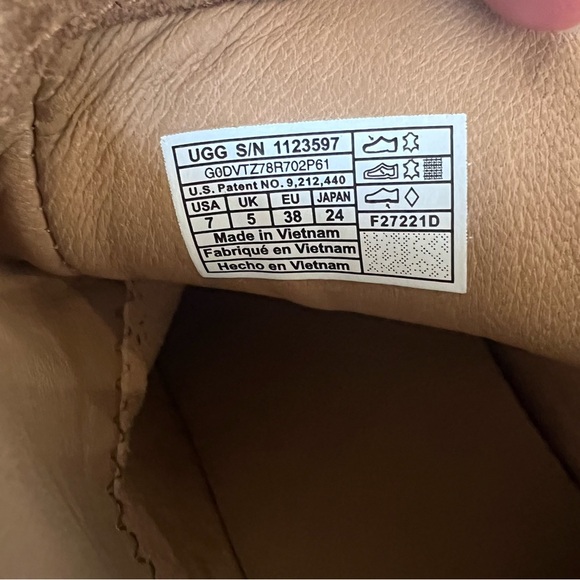 UGG S/N 1123597
G0DVTZ78R702P61
U.S. Patent NO. 9,212,440
USA UK EU JAPAN
7 5 38 24
F27221D
Made in Vietnam
Fabriqué en Vietnam
Hecho en Vietnam